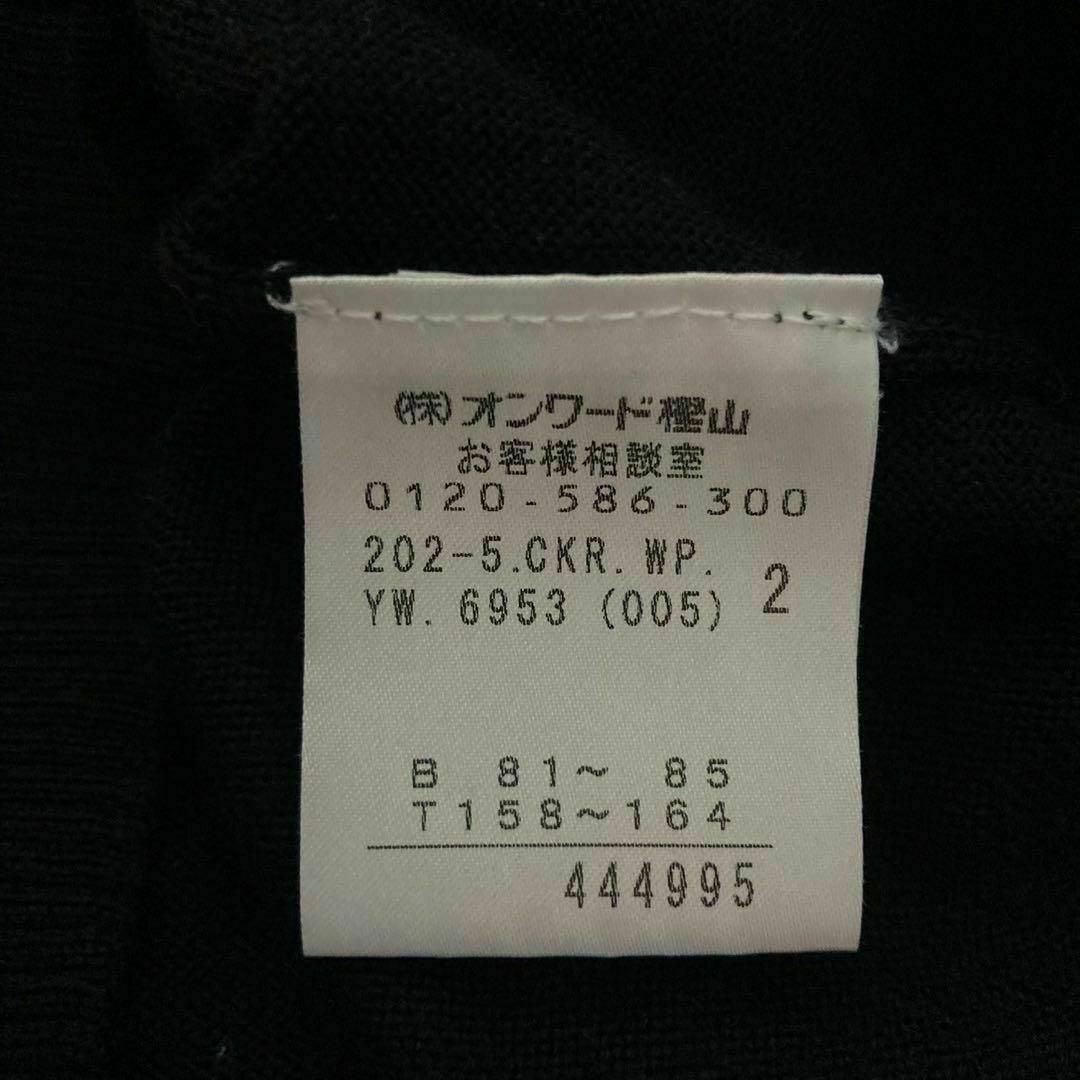 (株)オンワード樫山
お客様相談室
0120-586-300
202-5.CKR.WP.
YW.6953 (005) 2
B 81~ 85
T158~164
444995